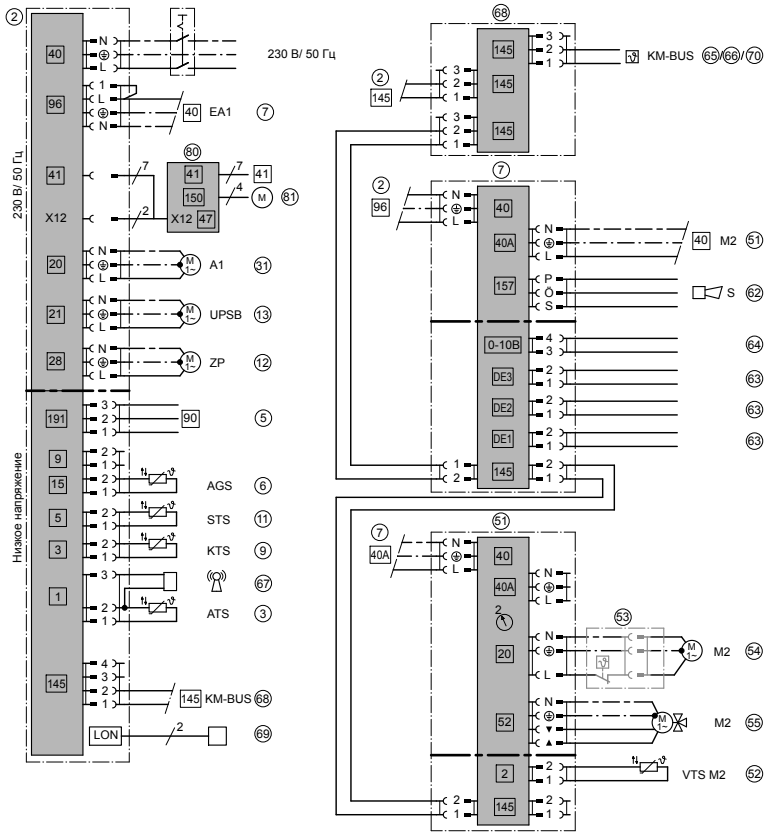 2
230 В/ 50 Гц
40
N
L
230 В/ 50 Гц
96
1
L
N
40 EA1 7
41
7
X12
2
80
41
150
X12 47
7 41
4 M 81
20
N
L
M
1~
A1 31
21
N
L
M
1~
UPSB 13
28
N
L
M
1~
ZP 12
Низкое напряжение
191
3
2
1
90 5
9
2
1
15
2
1
ϑ
AGS 6
5
2
1
ϑ
STS 11
3
2
1
ϑ
KTS 9
1
3
67
2
1
ϑ
ATS 3
145
4
3
2
1
145 KM-BUS 68
LON 2 69
68
145
3
2
1
ϑ KM-BUS 65/66/70
2
145
3
2
1
145
3
2
1
145
7
2
96
N
L
40
40A
N
L
40 M2 51
157
P
Ö
S
S 62
0-10В
4
3
64
DE3
2
1
63
DE2
2
1
63
DE1
2
1
63
1
2
145
2
1
51
7
40A
N
L
40
40A
N
L
2
53
20
N
L
ϑ
M
1~
M2 54
52
N
M
1~
M2 55
2
2
1
ϑ
VTS M2 52
2
1
145
2
1